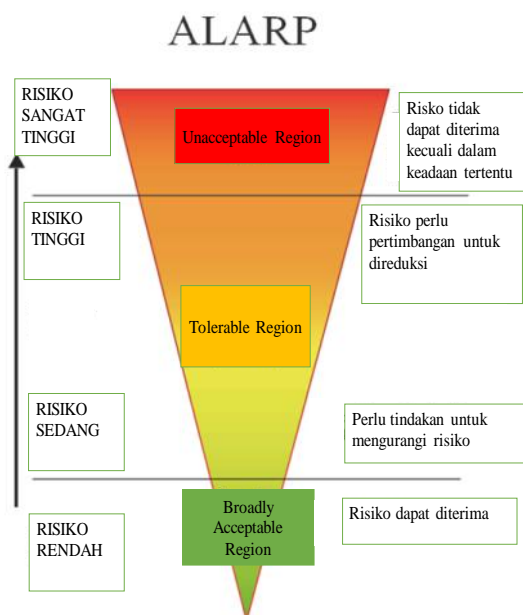 ALARP
RISIKO
SANGAT
TINGGI
Unacceptable Region
Risko tidak
dapat diterima
kecuali dalam
keadaan tertentu
RISIKO
TINGGI
Risiko perlu
pertimbangan untuk
direduksi
Tolerable Region
RISIKO
SEDANG
Perlu tindakan untuk
mengurangi risiko
Broadly
Acceptable
Region
Risiko dapat diterima
RISIKO
RENDAH